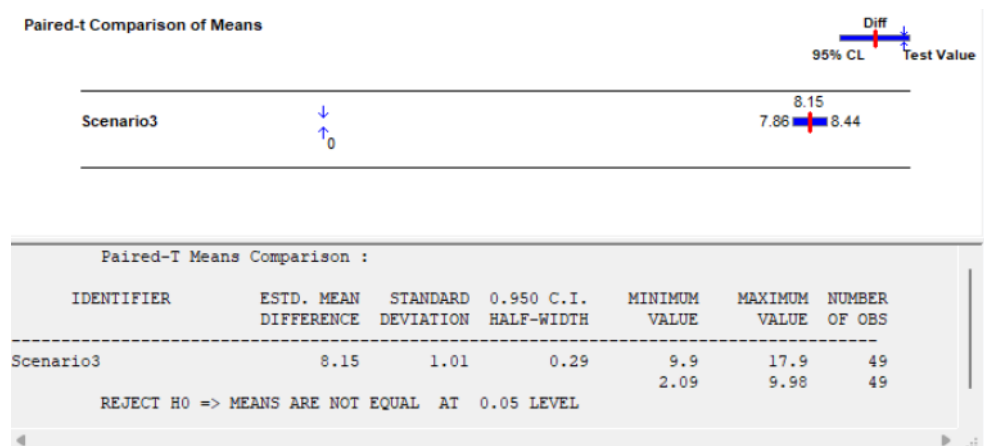 Paired-t Comparison of Means
Diff
95% CL Test Value
8.15
Scenario3 7.86 8.44
0
Paired-T Means Comparison :
IDENTIFIER ESTD. MEAN STANDARD 0.950 C.I. MINIMUM MAXIMUM NUMBER
DIFFERENCE DEVIATION HALF-WIDTH VALUE VALUE OF OBS
Scenario3 8.15 1.01 0.29 9.9 17.9 49
2.09 9.98 49
REJECT H0 => MEANS ARE NOT EQUAL AT 0.05 LEVEL